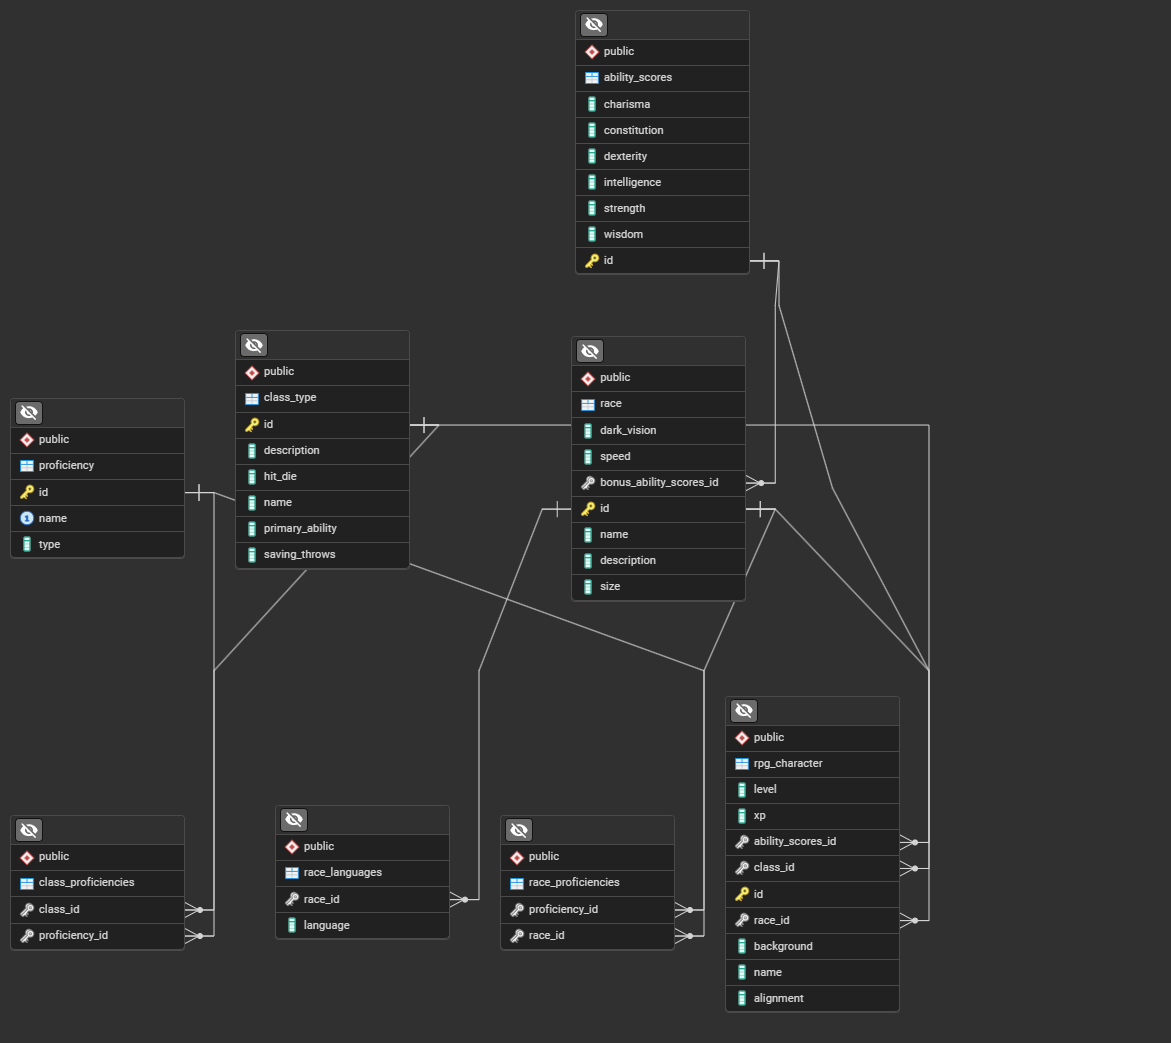 public
ability_scores
charisma
constitution
dexterity
intelligence
strength
wisdom
id
public
class_type
id
description
hit_die
name
primary_ability
saving_throws
public
race
dark_vision
speed
bonus_ability_scores_id
id
name
description
size
public
proficiency
id
1 name
type
public
rpg_character
level
xp
ability_scores_id
class_id
id
race_id
background
name
alignment
public
class_proficiencies
class_id
proficiency_id
public
race_languages
race_id
language
public
race_proficiencies
proficiency_id
race_id